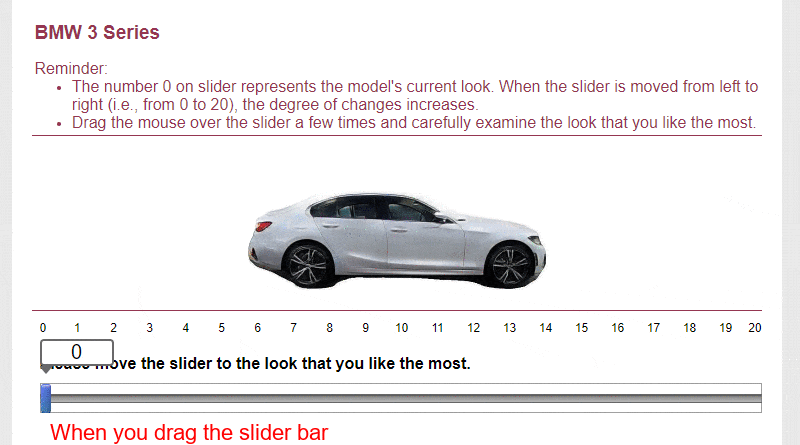 BMW 3 Series
Reminder:
• The number 0 on slider represents the model's current look. When the slider is moved from left to
right (i.e., from 0 to 20), the degree of changes increases.
• Drag the mouse over the slider a few times and carefully examine the look that you like the most.
0 1 2 3 4 5 6 7 8 9 10 11 12 13 14 15 16 17 18 19 20
0
move the slider to the look that you like the most.
When you drag the slider bar